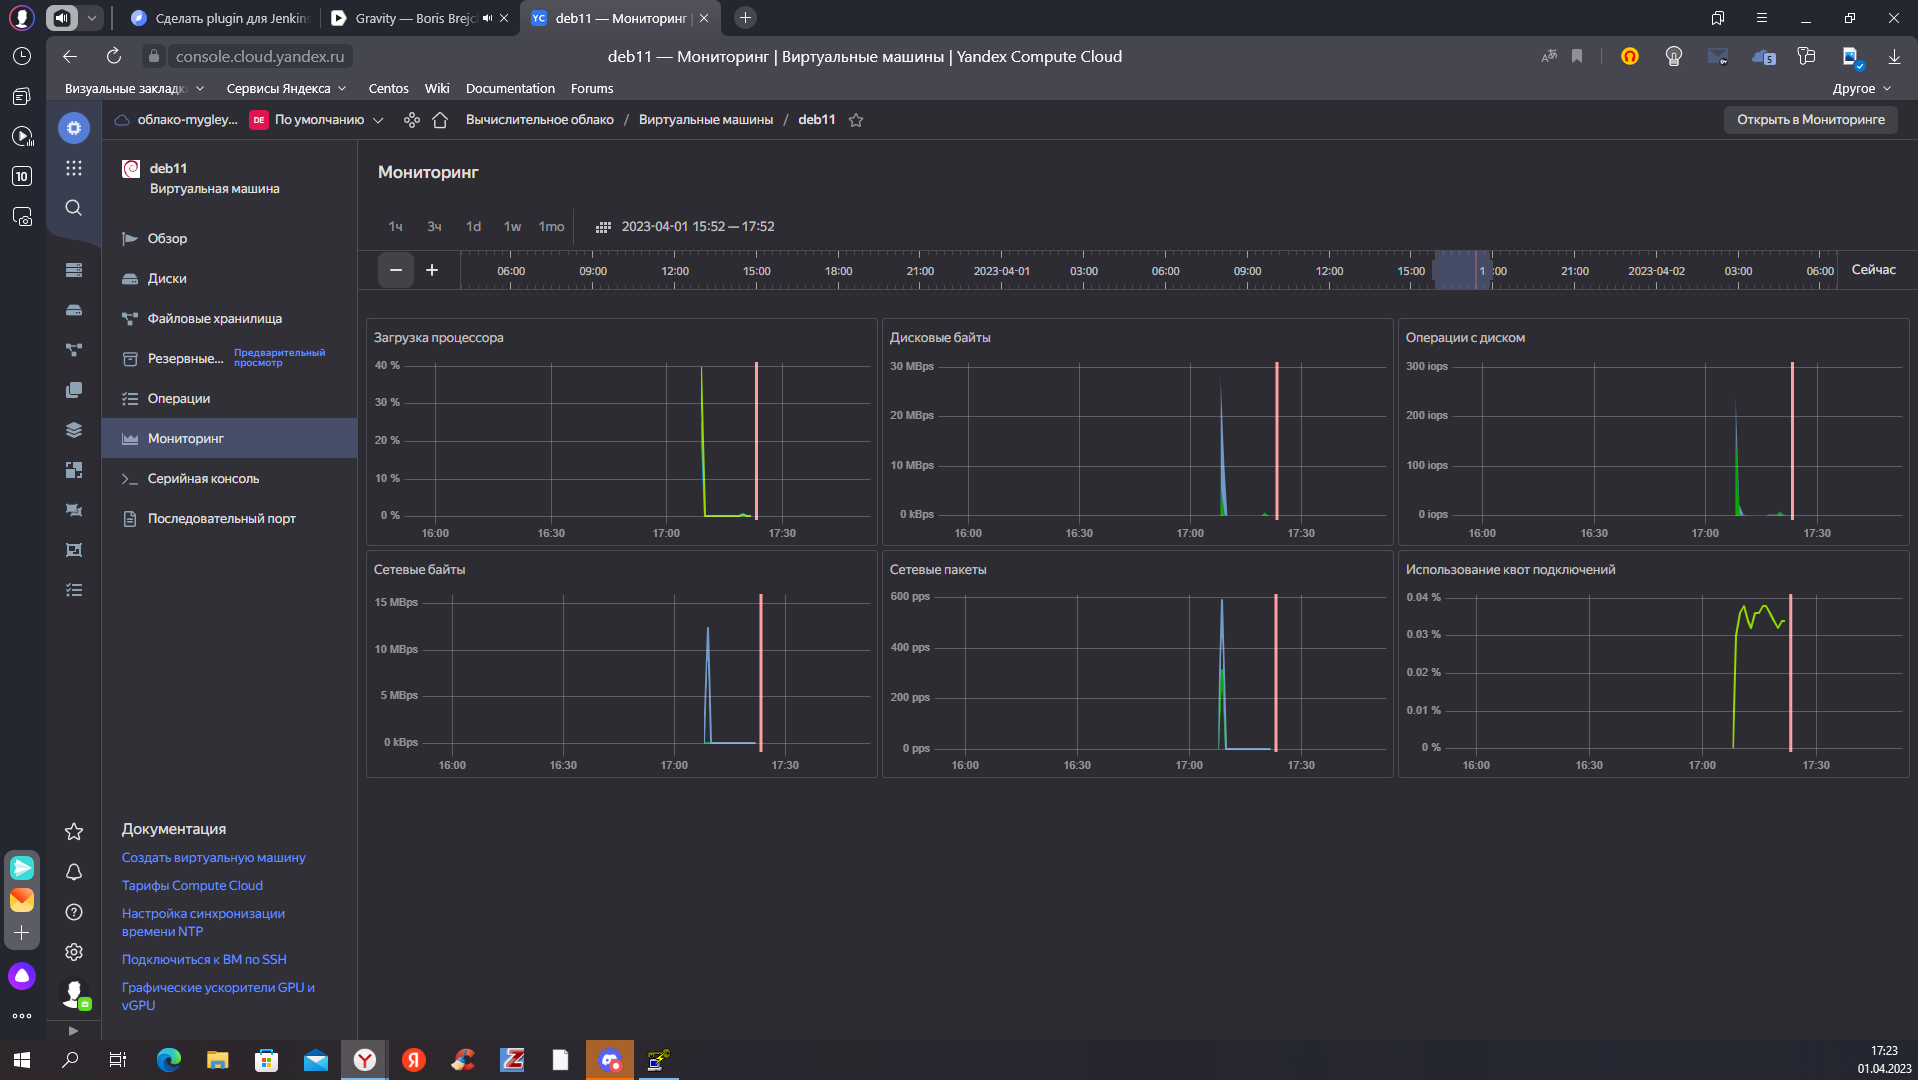 Сделать plugin для Jenkins
Gravity — Boris Brejc
YC
deb11 — Мониторинг |
console.cloud.yandex.ru
deb11 — Мониторинг | Виртуальные машины | Yandex Compute Cloud
5
Визуальные заклад
Сервисы Яндекса
Centos
Wiki
Documentation
Forums
Другое
10
облако-mygley...
DE
По умолчанию
Вычислительное облако / Виртуальные машины / deb11
Открыть в Мониторинге
deb11
Виртуальная машина
Обзор
Диски
Файловые хранилища
Резервные...
Предварительный
просмотр
Операции
Мониторинг
Серийная консоль
Последовательный порт
Документация
Создать виртуальную машину
Тарифы Compute Cloud
Настройка синхронизации
времени NTP
Подключиться к ВМ по SSH
Графические ускорители GPU и
vGPU
Мониторинг
1ч
3ч
1d
1w
1mo
2023-04-01 15:52 — 17:52
− +
06:00 09:00 12:00 15:00 18:00 21:00 2023-04-01 03:00 06:00 09:00 12:00 15:00 1 :00 21:00 2023-04-02 03:00 06:00
Сейчас
Загрузка процессора
40 %
30 %
20 %
10 %
0 %
16:00 16:30 17:00 17:30
Дисковые байты
30 MBps
20 MBps
10 MBps
0 kBps
16:00 16:30 17:00 17:30
Операции с диском
300 iops
200 iops
100 iops
0 iops
16:00 16:30 17:00 17:30
Сетевые байты
15 MBps
10 MBps
5 MBps
0 kBps
16:00 16:30 17:00 17:30
Сетевые пакеты
600 pps
400 pps
200 pps
0 pps
16:00 16:30 17:00 17:30
Использование квот подключений
0.04 %
0.03 %
0.02 %
0.01 %
0 %
16:00 16:30 17:00 17:30
17:23
01.04.2023